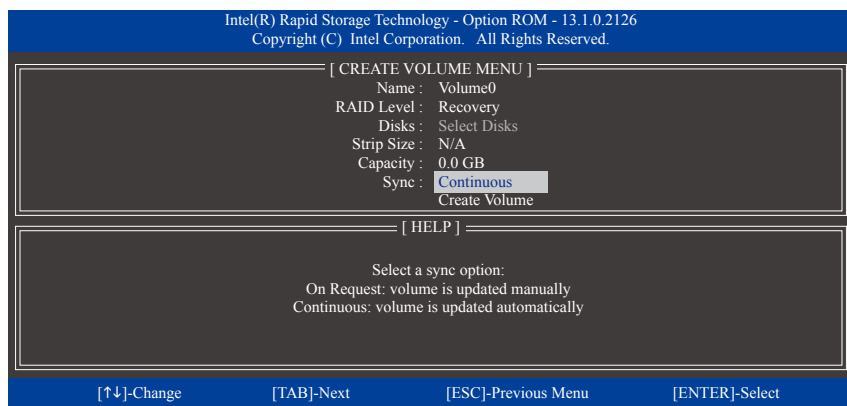 Intel(R) Rapid Storage Technology - Option ROM - 13.1.0.2126
Copyright (C) Intel Corporation. All Rights Reserved.
[ CREATE VOLUME MENU ]
Name : Volume0
RAID Level : Recovery
Disks : Select Disks
Strip Size : N/A
Capacity : 0.0 GB
Sync : Continuous
Create Volume
[ HELP ]
Select a sync option:
On Request: volume is updated manually
Continuous: volume is updated automatically
[↑↓]-Change [TAB]-Next [ESC]-Previous Menu [ENTER]-Select